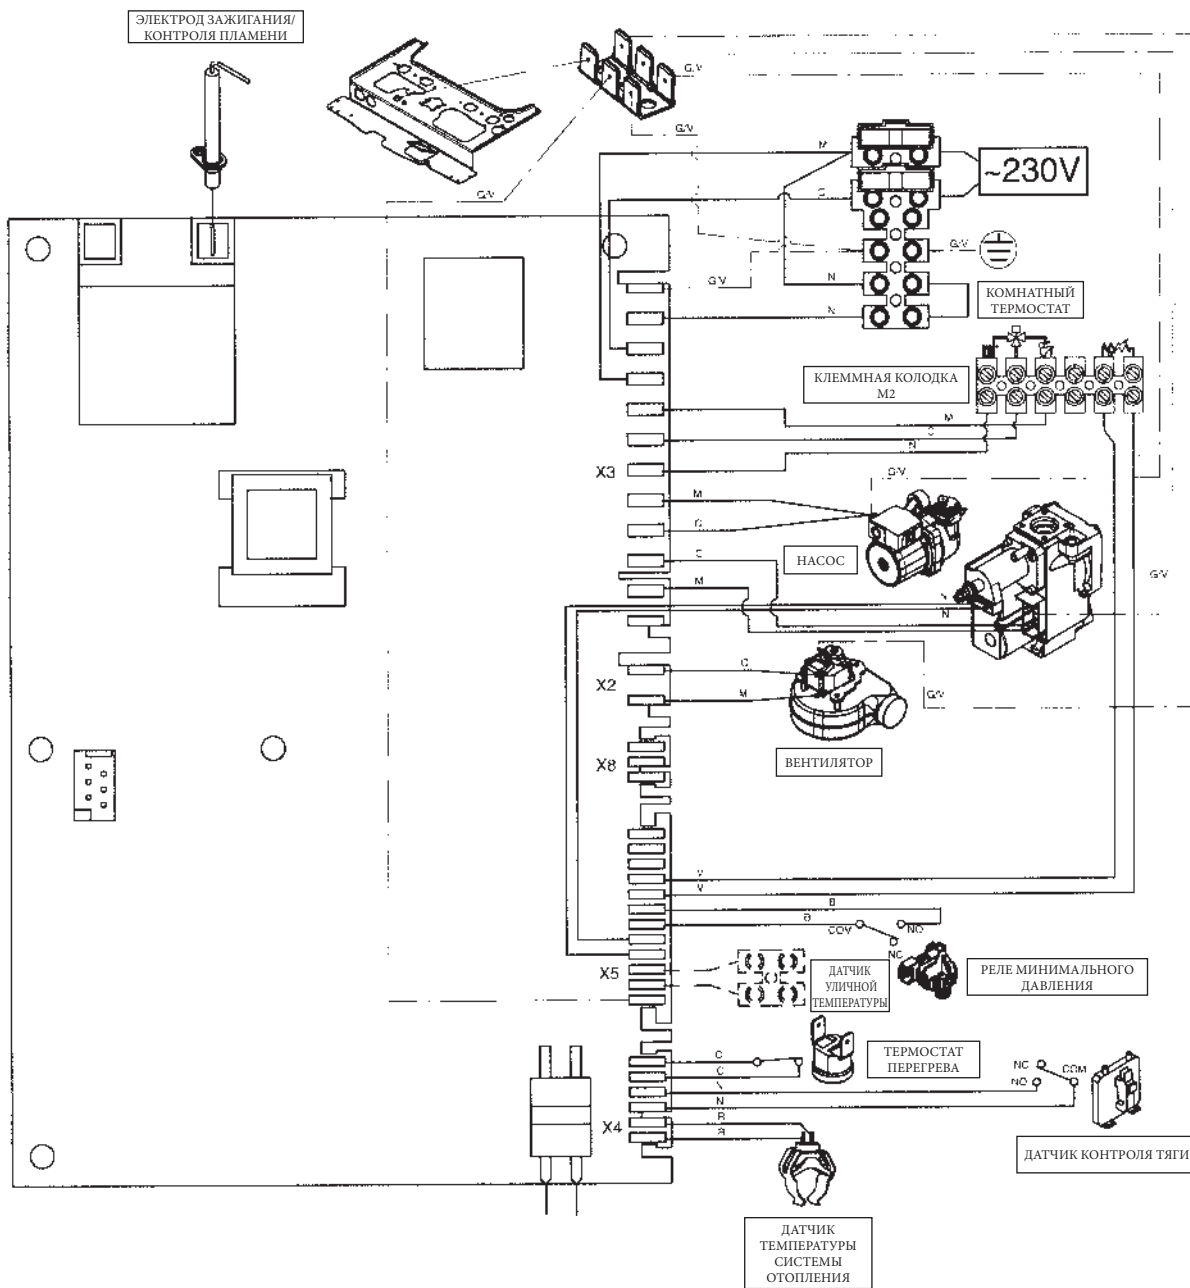 ЭЛЕКТРОД ЗАЖИГАНИЯ/
КОНТРОЛЯ ПЛАМЕНИ
G/V
G/V
G/V
M
~230V
C
G/V
G/V
N
КОМНАТНЫЙ
ТЕРМОСТАТ
N
КЛЕММНАЯ КОЛОДКА
M2
M
C
N
X3
G/V
M
C
НАСОС
C
M
G/V
N
X2
C
M
G/V
ВЕНТИЛЯТОР
X8
V
V
B
B
NO
NC
X5
ДАТЧИК
УЛИЧНОЙ
ТЕМПЕРАТУРЫ
РЕЛЕ МИНИМАЛЬНОГО
ДАВЛЕНИЯ
C
C
ТЕРМОСТАТ
ПЕРЕГРЕВА
NC
COM
NO
N
X4
ДАТЧИК КОНТРОЛЯ ТЯГИ
ДАТЧИК
ТЕМПЕРАТУРЫ
СИСТЕМЫ
ОТОПЛЕНИЯ